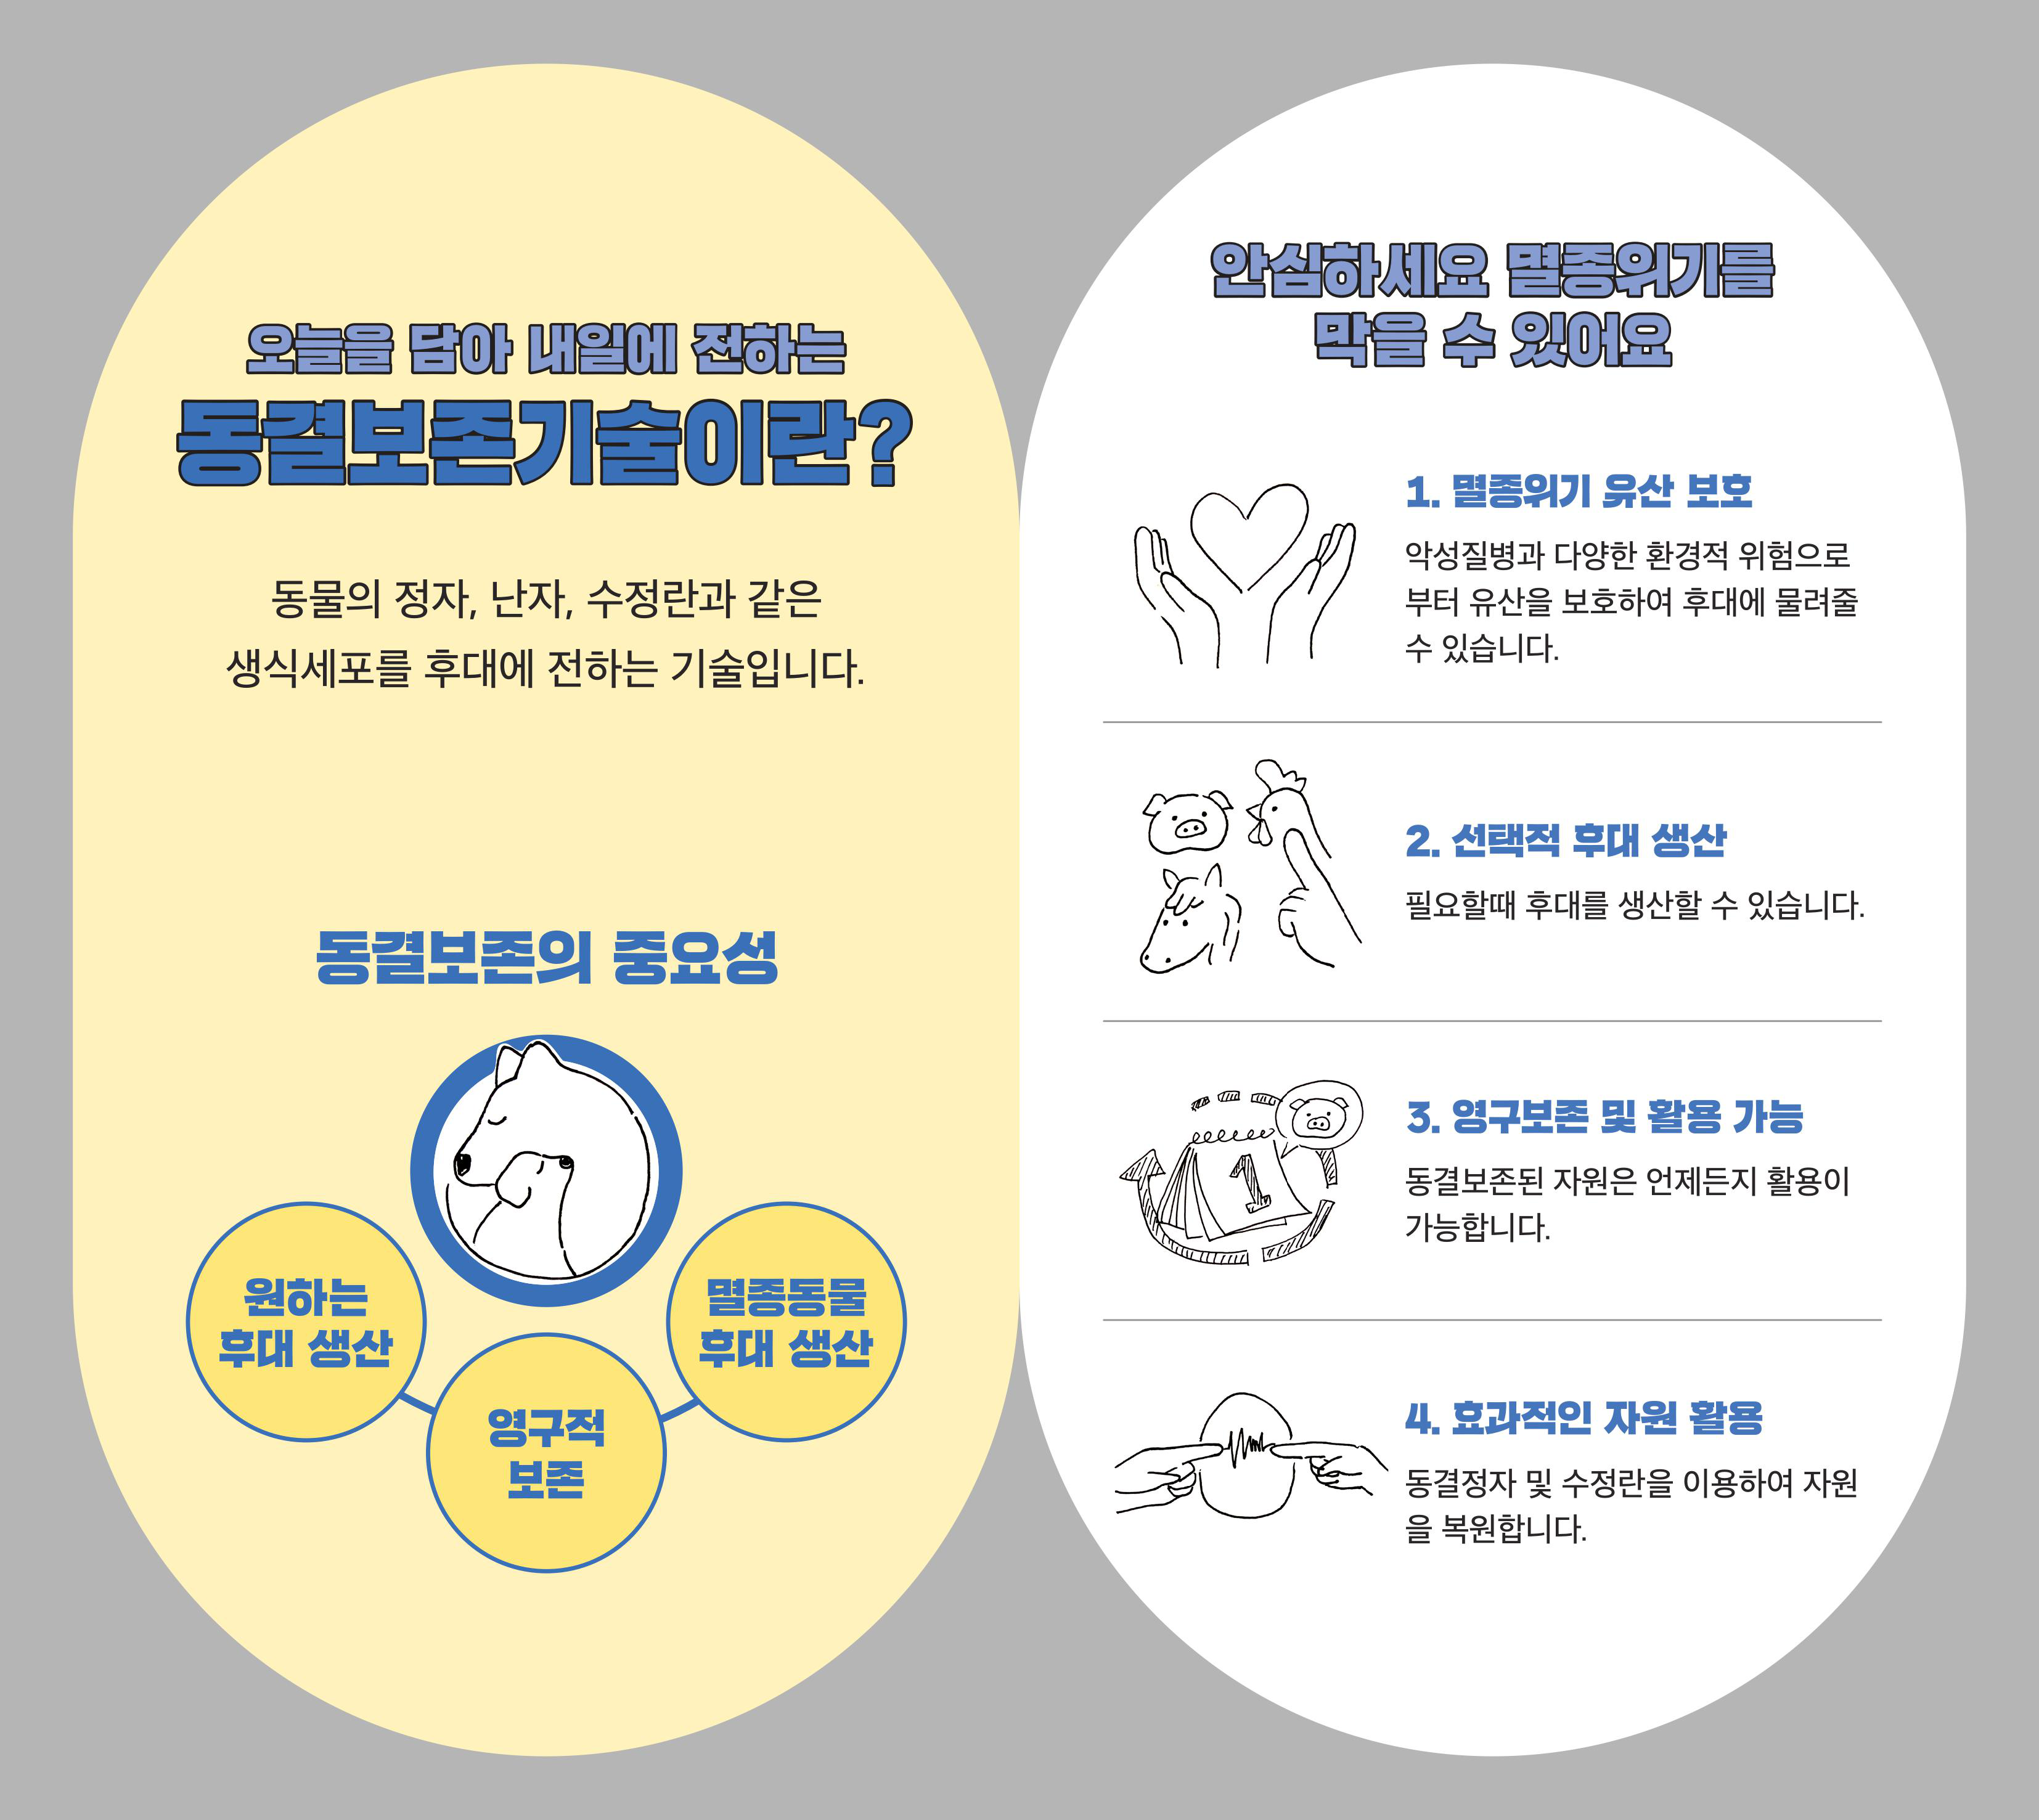 오늘을 담아 내일에 전하는
동결보존기술이란?
동물의 정자, 난자, 수정란과 같은
생식세포를 후대에 전하는 기술입니다.
동결보존의 중요성
원하는
후대 생산
영구적
보존
멸종동물
후대 생산
안심하세요 멸종위기를
막을 수 있어요
1. 멸종위기 유산 보호
악성질병과 다양한 환경적 위험으로
부터 유산을 보호하여 후대에 물려줄
수 있습니다.
2. 선택적 후대 생산
필요할때 후대를 생산할 수 있습니다.
3. 영구보존 및 활용 가능
동결보존된 자원은 언제든지 활용이
가능합니다.
1
4. 효과적인 자원 활용
동결정자 및 수정란을 이용하여 자원
을 복원합니다.